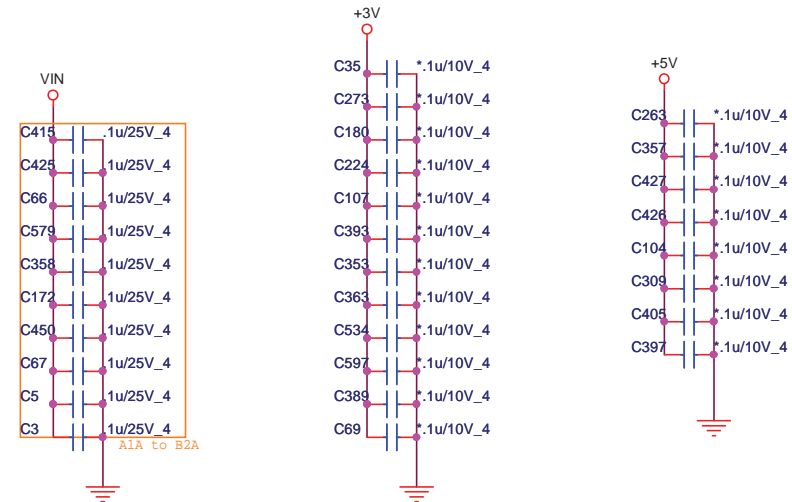 VIN
C415 .1u/25V_4
C425 .1u/25V_4
C66 .1u/25V_4
C579 .1u/25V_4
C358 .1u/25V_4
C172 .1u/25V_4
C450 .1u/25V_4
C67 .1u/25V_4
C5 .1u/25V_4
C3 .1u/25V_4
A1A to B2A
+3V
C35 *.1u/10V_4
C273 *.1u/10V_4
C180 *.1u/10V_4
C224 *.1u/10V_4
C107 *.1u/10V_4
C393 *.1u/10V_4
C353 *.1u/10V_4
C363 *.1u/10V_4
C534 *.1u/10V_4
C597 *.1u/10V_4
C389 *.1u/10V_4
C69 *.1u/10V_4
+5V
C263 *.1u/10V_4
C357 *.1u/10V_4
C427 *.1u/10V_4
C426 *.1u/10V_4
C104 *.1u/10V_4
C309 *.1u/10V_4
C405 *.1u/10V_4
C397 *.1u/10V_4